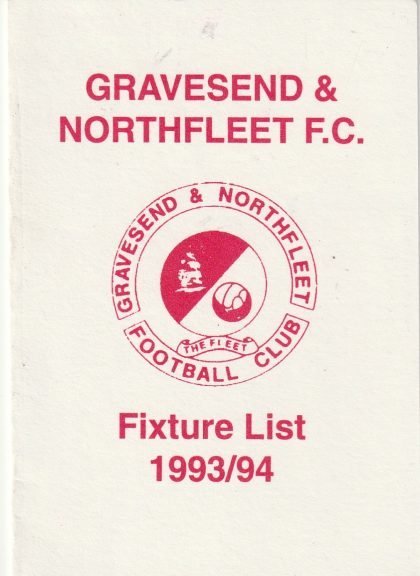 GRAVESEND &
NORTHFLEET F.C.
GRAVESEND & NORTHFLEET
FOOTBALL CLUB
THE FLEET
Fixture List
1993/94